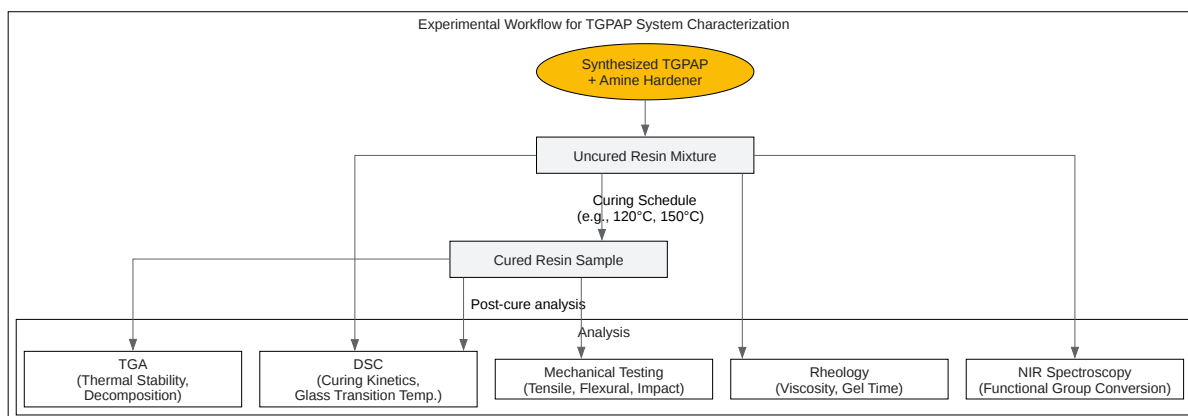 Experimental Workflow for TGPAP System Characterization
Synthesized TGPAP
+ Amine Hardener
Uncured Resin Mixture
Curing Schedule
(e.g., 120°C, 150°C)
Cured Resin Sample
Post-cure analysis
Analysis
TGA
(Thermal Stability,
Decomposition)
DSC
(Curing Kinetics,
Glass Transition Temp.)
Mechanical Testing
(Tensile, Flexural, Impact)
Rheology
(Viscosity, Gel Time)
NIR Spectroscopy
(Functional Group Conversion)